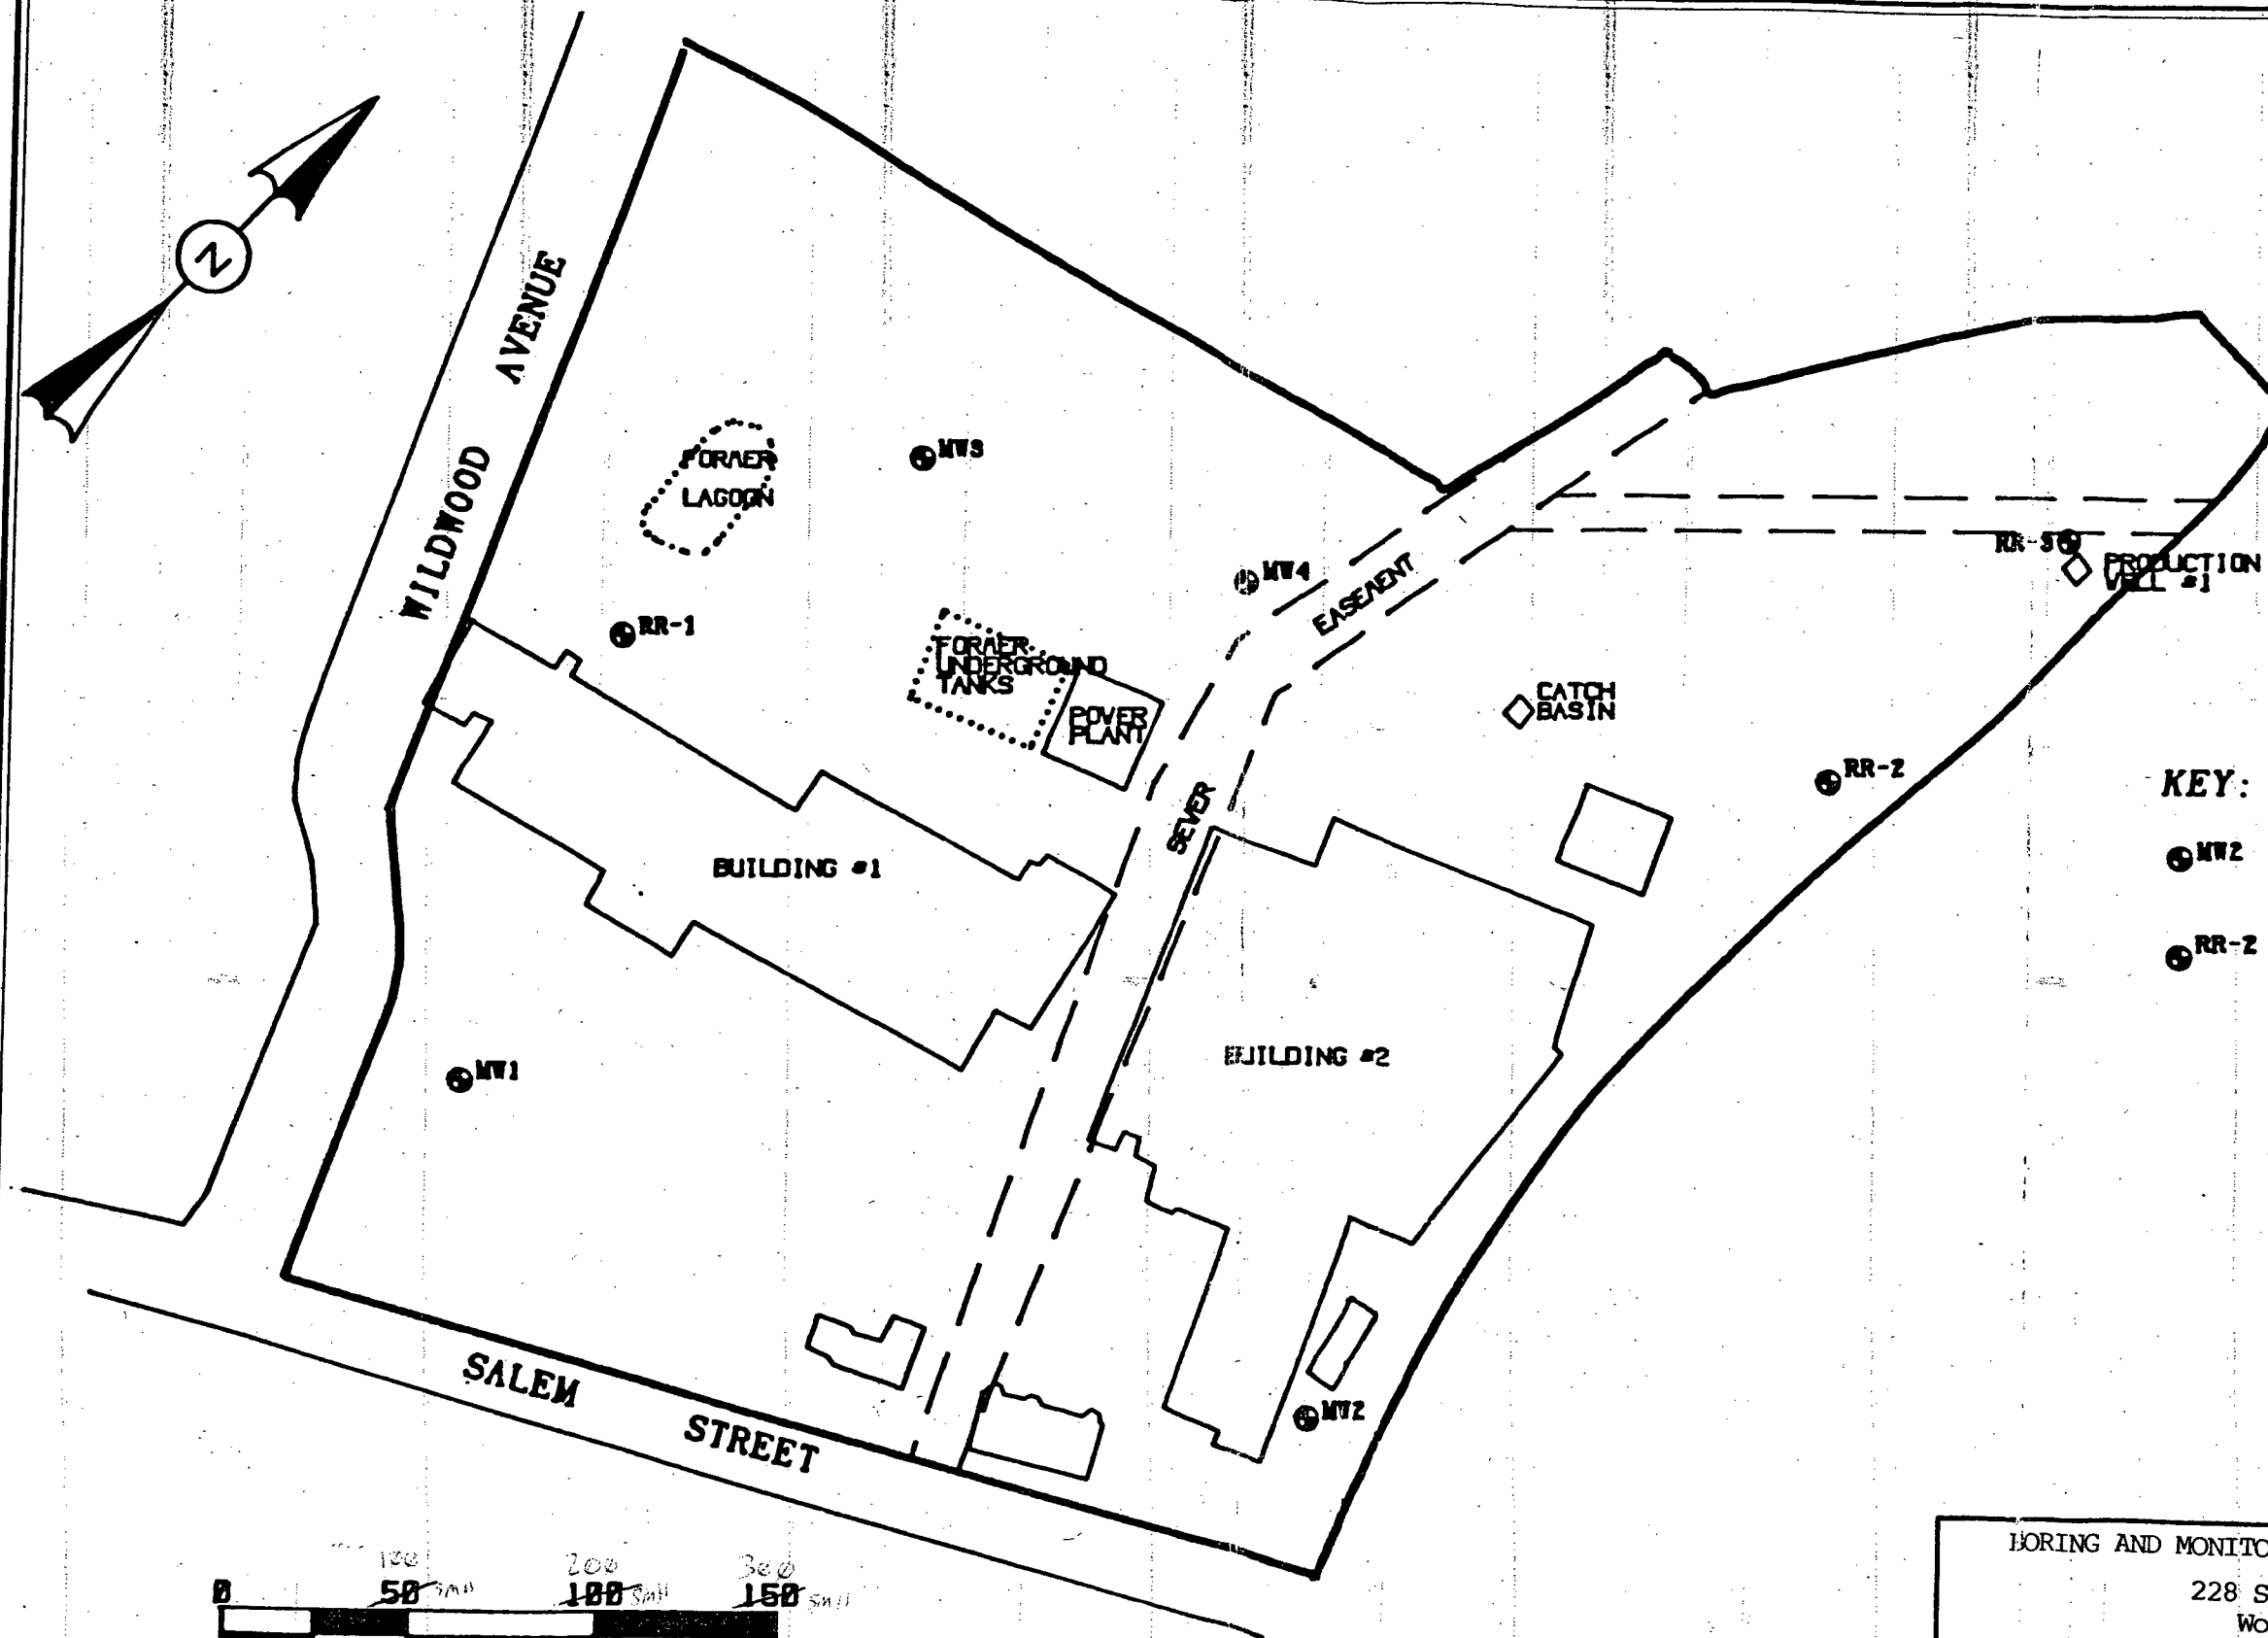 N
WILDWOOD AVENUE
FORMER
LAGOON
MW3
RR-1
MW4
FORMER
UNDERGROUND
TANKS
POWER
PLANT
SEWER
EASEMENT
RR-3
PRODUCTION
WELL #1
CATCH
BASIN
RR-2
KEY:
MW2
RR-2
BUILDING #1
BUILDING #2
MW1
MW2
SALEM STREET
100 200 300
0 50 100 150
BORING AND MONITO
228 S
Wo